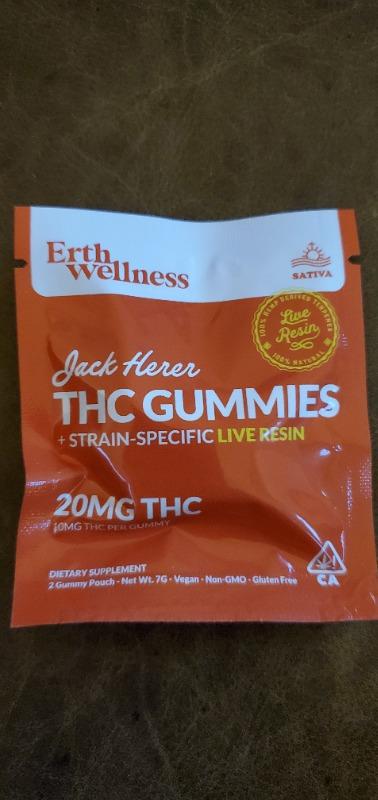 Erth
Wellness
SATIVA
100% HEMP DERIVED TERPENES
Live
Resin
100% NATURAL
Jack Herer
THC GUMMIES
+ STRAIN-SPECIFIC LIVE RESIN
20MG THC
10MG THC PER GUMMY
DIETARY SUPPLEMENT
2 Gummy Pouch • Net Wt. 7G • Vegan • Non-GMO • Gluten Free
CA